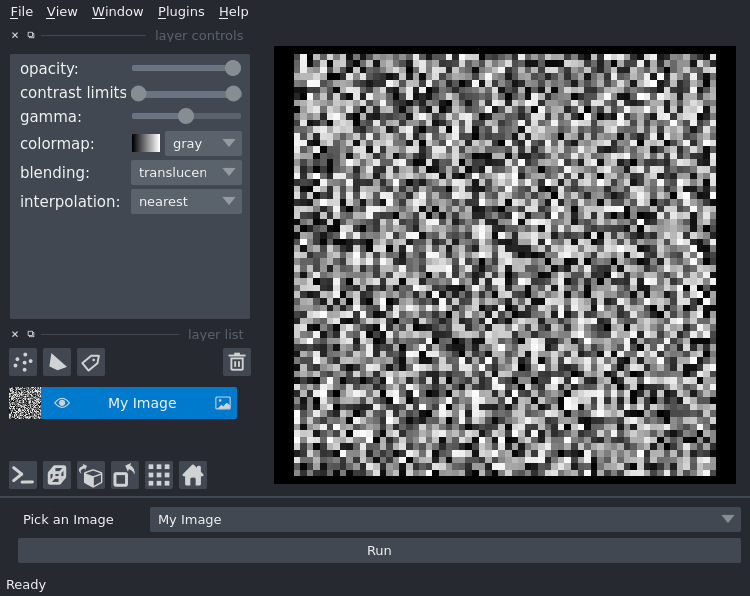 File View Window Plugins Help
layer controls
opacity:
contrast limits
gamma:
colormap: gray
blending: translucen
interpolation: nearest
layer list
My Image
Pick an Image My Image
Run
Ready